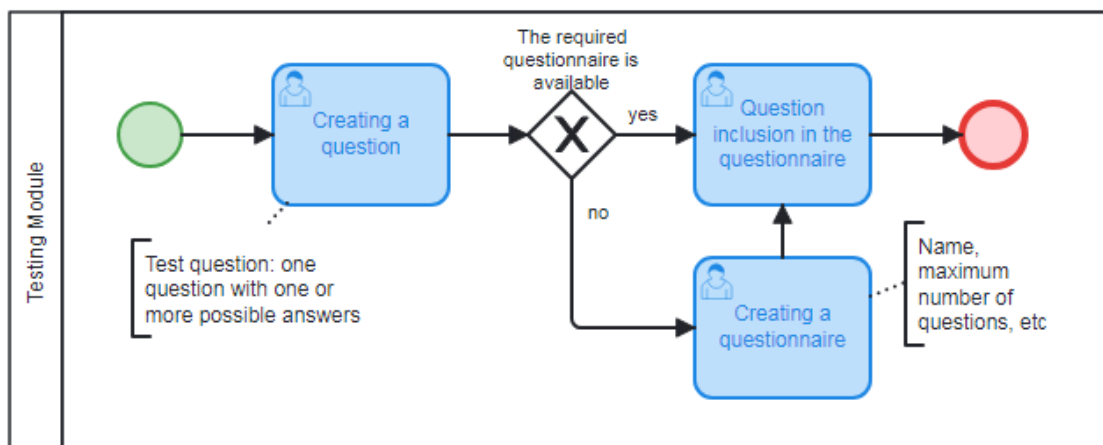 Testing Module
The required
questionnaire is
available
Creating a
question
yes
Question
inclusion in the
questionnaire
no
Test question: one
question with one or
more possible answers
Creating a
questionnaire
Name,
maximum
number of
questions, etc